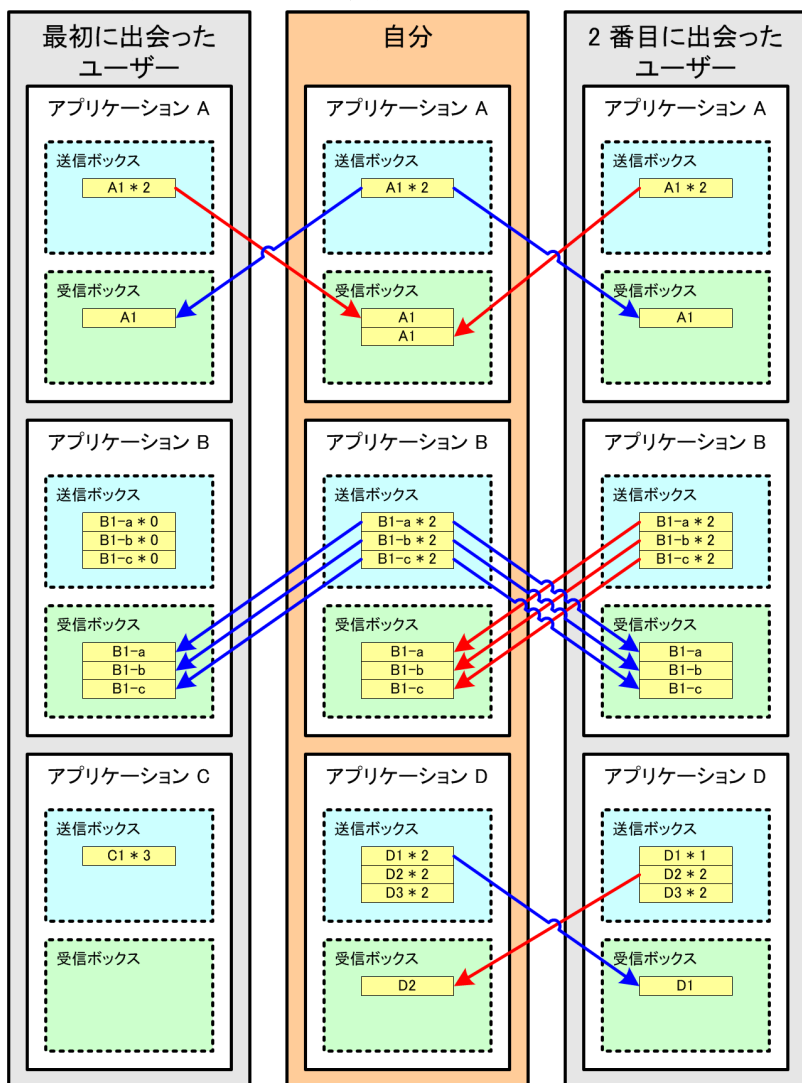 最初に出会った
ユーザー
アプリケーション A
送信ボックス
A1 * 2
受信ボックス
A1
アプリケーション B
送信ボックス
B1-a * 0
B1-b * 0
B1-c * 0
受信ボックス
B1-a
B1-b
B1-c
アプリケーション C
送信ボックス
C1 * 3
受信ボックス
自分
アプリケーション A
送信ボックス
A1 * 2
受信ボックス
A1
A1
アプリケーション B
送信ボックス
B1-a * 2
B1-b * 2
B1-c * 2
受信ボックス
B1-a
B1-b
B1-c
アプリケーション D
送信ボックス
D1 * 2
D2 * 2
D3 * 2
受信ボックス
D2
2 番目に出会った
ユーザー
アプリケーション A
送信ボックス
A1 * 2
受信ボックス
A1
アプリケーション B
送信ボックス
B1-a * 2
B1-b * 2
B1-c * 2
受信ボックス
B1-a
B1-b
B1-c
アプリケーション D
送信ボックス
D1 * 1
D2 * 2
D3 * 2
受信ボックス
D1